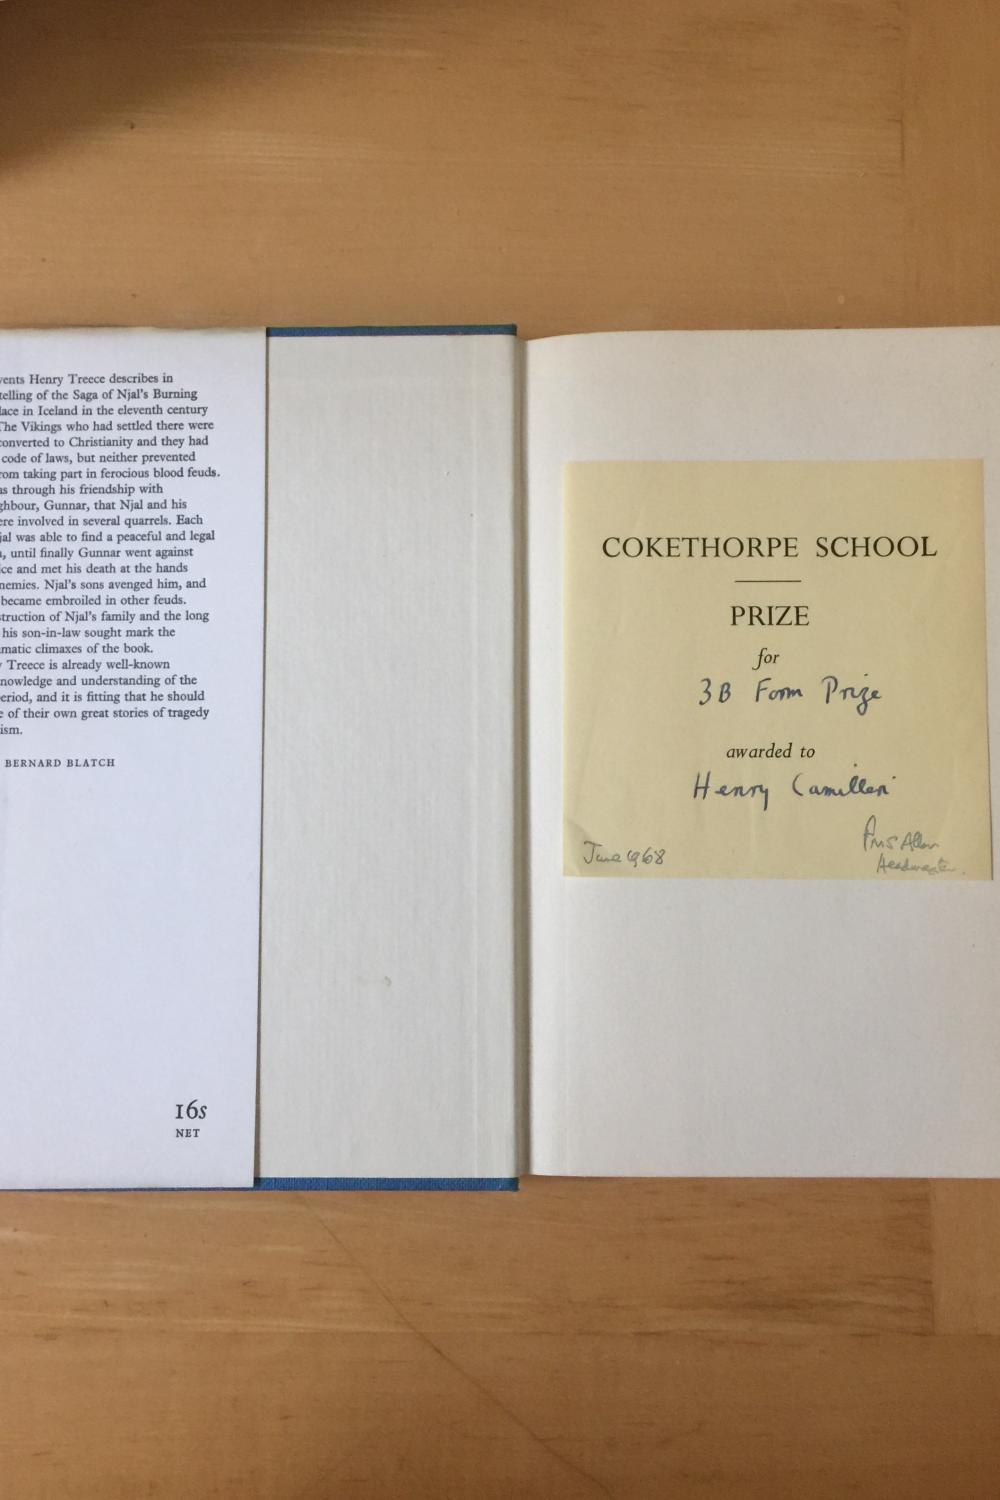 vents Henry Treece describes in
telling of the Saga of Njal's Burning
lace in Iceland in the eleventh century
The Vikings who had settled there were
converted to Christianity and they had
code of laws, but neither prevented
rom taking part in ferocious blood feuds.
as through his friendship with
ghbour, Gunnar, that Njal and his
ere involved in several quarrels. Each
jal was able to find a peaceful and legal
, until finally Gunnar went against
ice and met his death at the hands
nemies. Njal's sons avenged him, and
became embroiled in other feuds.
struction of Njal's family and the long
his son-in-law sought mark the
matic climaxes of the book.
Treece is already well-known
nowledge and understanding of the
eriod, and it is fitting that he should
e of their own great stories of tragedy
ism.
BERNARD BLATCH
16s
NET
COKETHORPE SCHOOL
PRIZE
for
3B Form Prize
awarded to
Henry Camilleri
June 1968
Allan
Headmaster.